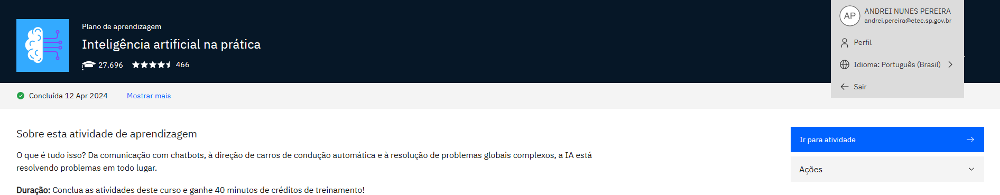 Plano de aprendizagem
Inteligência artificial na prática
27.696 466
AP
ANDREI NUNES PEREIRA
andrei.pereira@etec.sp.gov.br
Perfil
Idioma: Português (Brasil)
Sair
Concluída 12 Apr 2024 Mostrar mais
Sobre esta atividade de aprendizagem
O que é tudo isso? Da comunicação com chatbots, à direção de carros de condução automática e à resolução de problemas globais complexos, a IA está
resolvendo problemas em todo lugar.
Duração: Conclua as atividades deste curso e ganhe 40 minutos de créditos de treinamento!
Ir para atividade
Ações